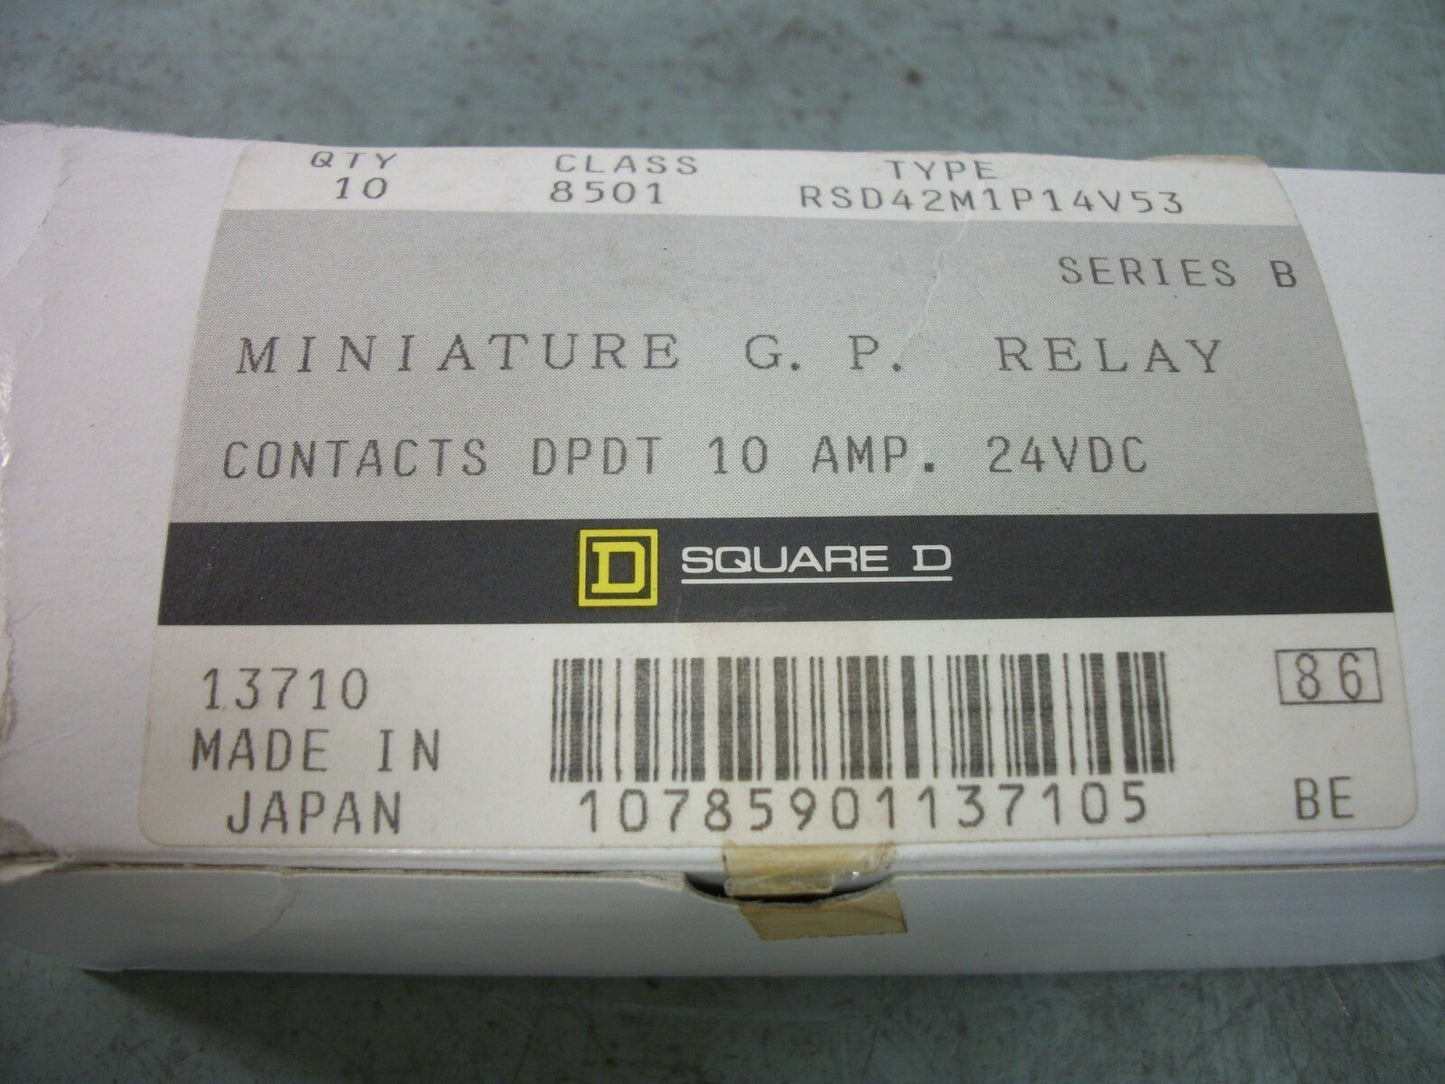 QTY CLASS TYPE
10 8501 RSD42M1P14V53
SERIES B
MINIATURE G. P. RELAY
CONTACTS DPDT 10 AMP. 24VDC
D SQUARE D
13710
MADE IN
JAPAN
10785901137105
86
BE